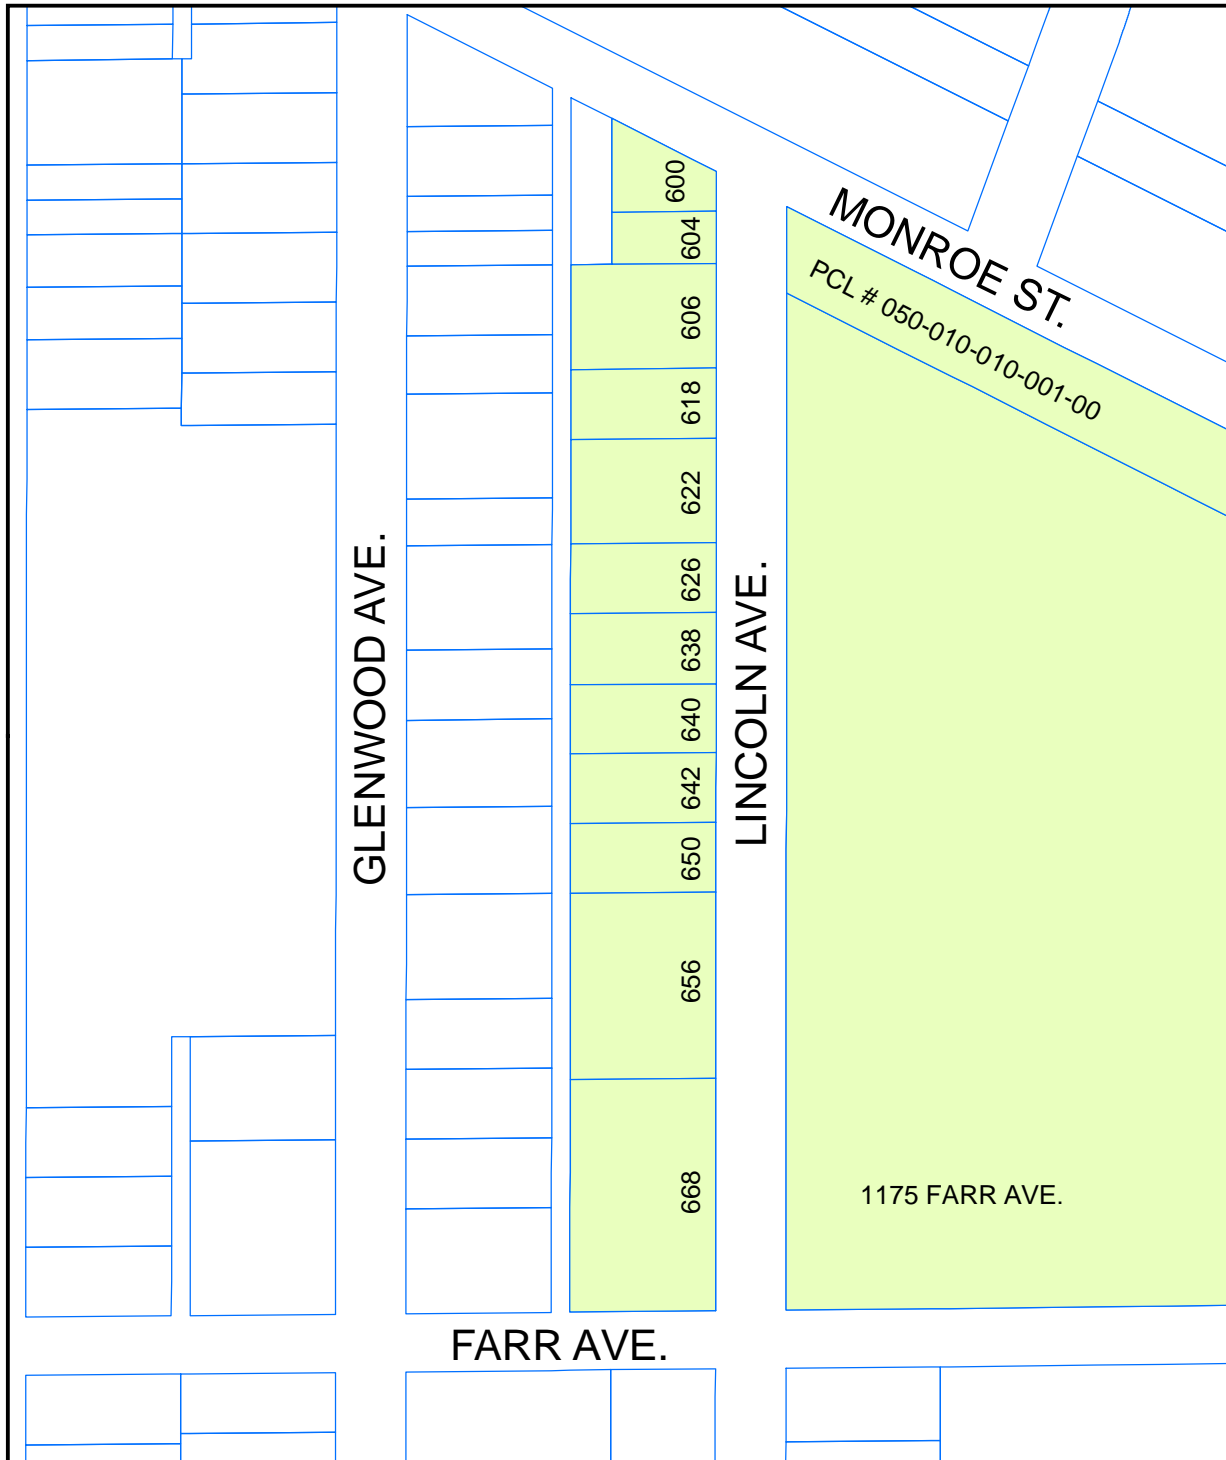 600
604
MONROE ST.
PCL # 050-010-010-001-00
606
618
622
626
638
640
642
650
656
668
GLENWOOD AVE.
LINCOLN AVE.
1175 FARR AVE.
FARR AVE.